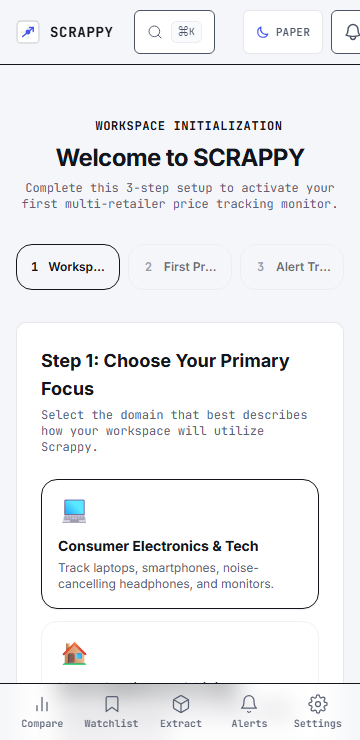 SCRAPPY
⌘K
PAPER
WORKSPACE INITIALIZATION
Welcome to SCRAPPY
Complete this 3-step setup to activate your
first multi-retailer price tracking monitor.
1 Worksp...
2 First Pr...
3 Alert Tr...
Step 1: Choose Your Primary
Focus
Select the domain that best describes
how your workspace will utilize
Scrappy.
Consumer Electronics & Tech
Track laptops, smartphones, noise-
cancelling headphones, and monitors.
Compare
Watchlist
Extract
Alerts
Settings